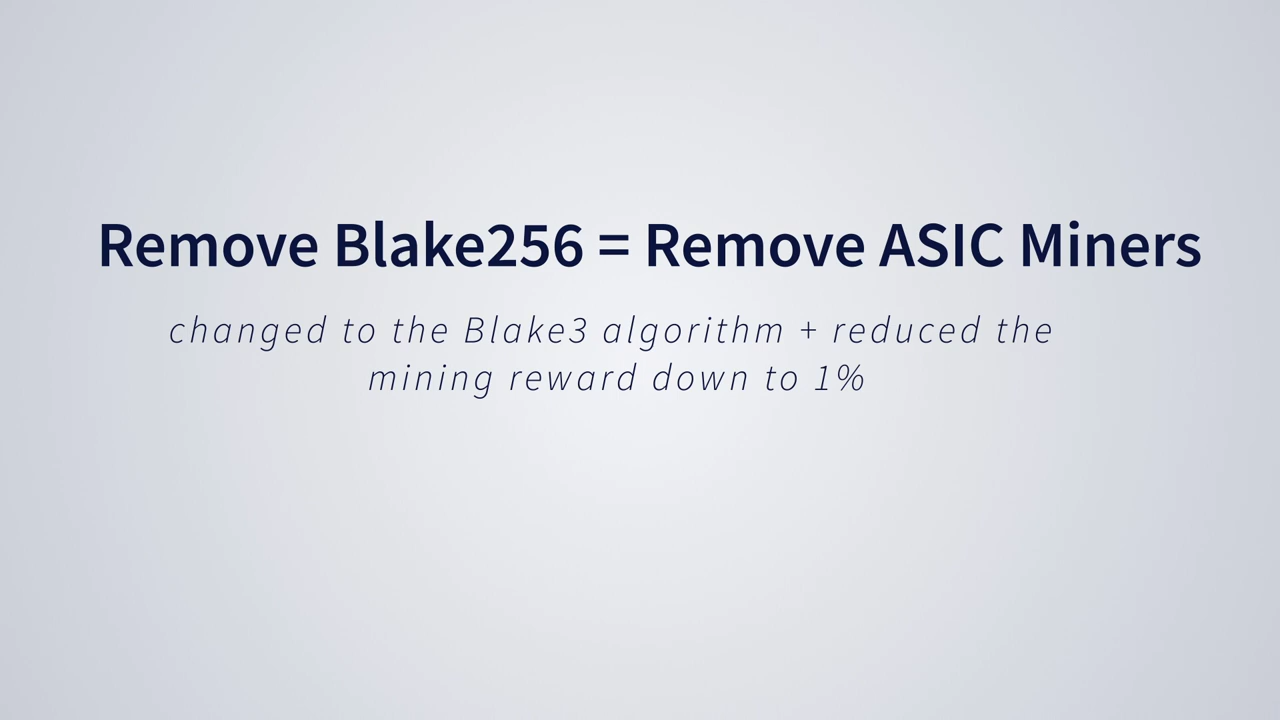 Remove Blake256 = Remove ASIC Miners
changed to the Blake3 algorithm + reduced the
mining reward down to 1%